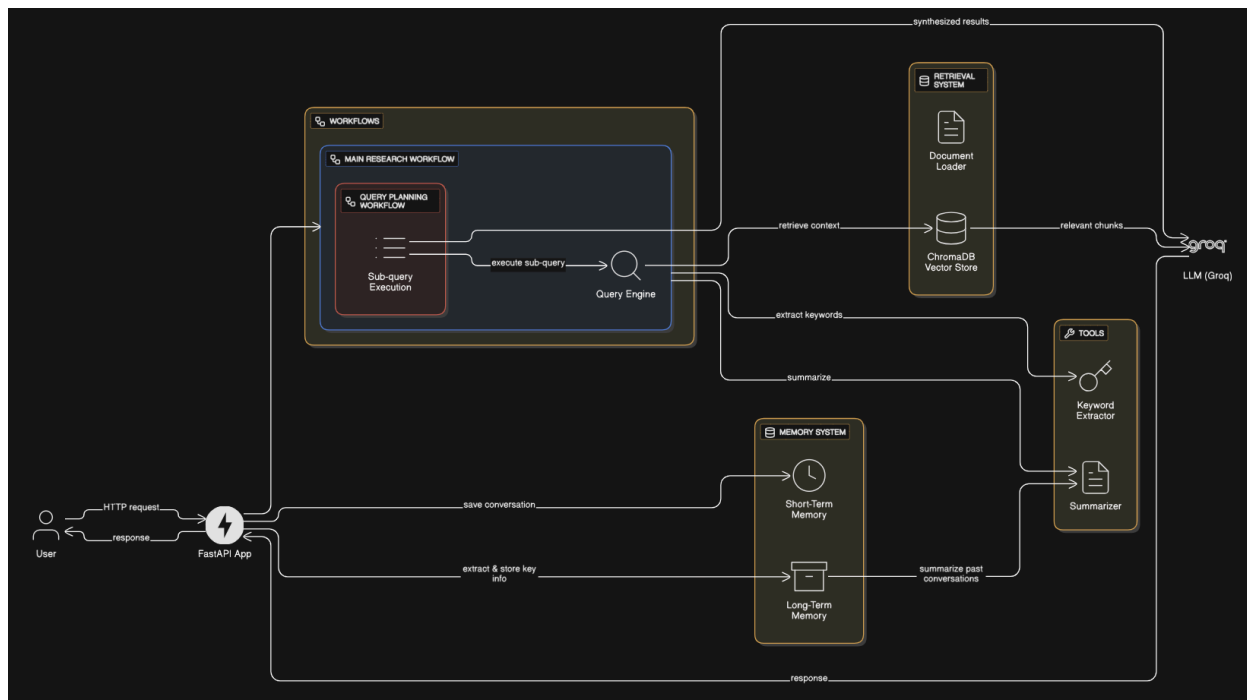 synthesized results
RETRIEVAL
SYSTEM
Document
Loader
WORKFLOWS
MAIN RESEARCH WORKFLOW
QUERY PLANNING
WORKFLOW
Sub-query
Execution
execute sub-query
Query Engine
retrieve context
ChromaDB
Vector Store
relevant chunks
groq
LLM (Groq)
extract keywords
TOOLS
Keyword
Extractor
summarize
MEMORY SYSTEM
Short-Term
Memory
Summarizer
save conversation
HTTP request
response
User
FastAPI App
extract & store key
info
Long-Term
Memory
summarize past
conversations
response